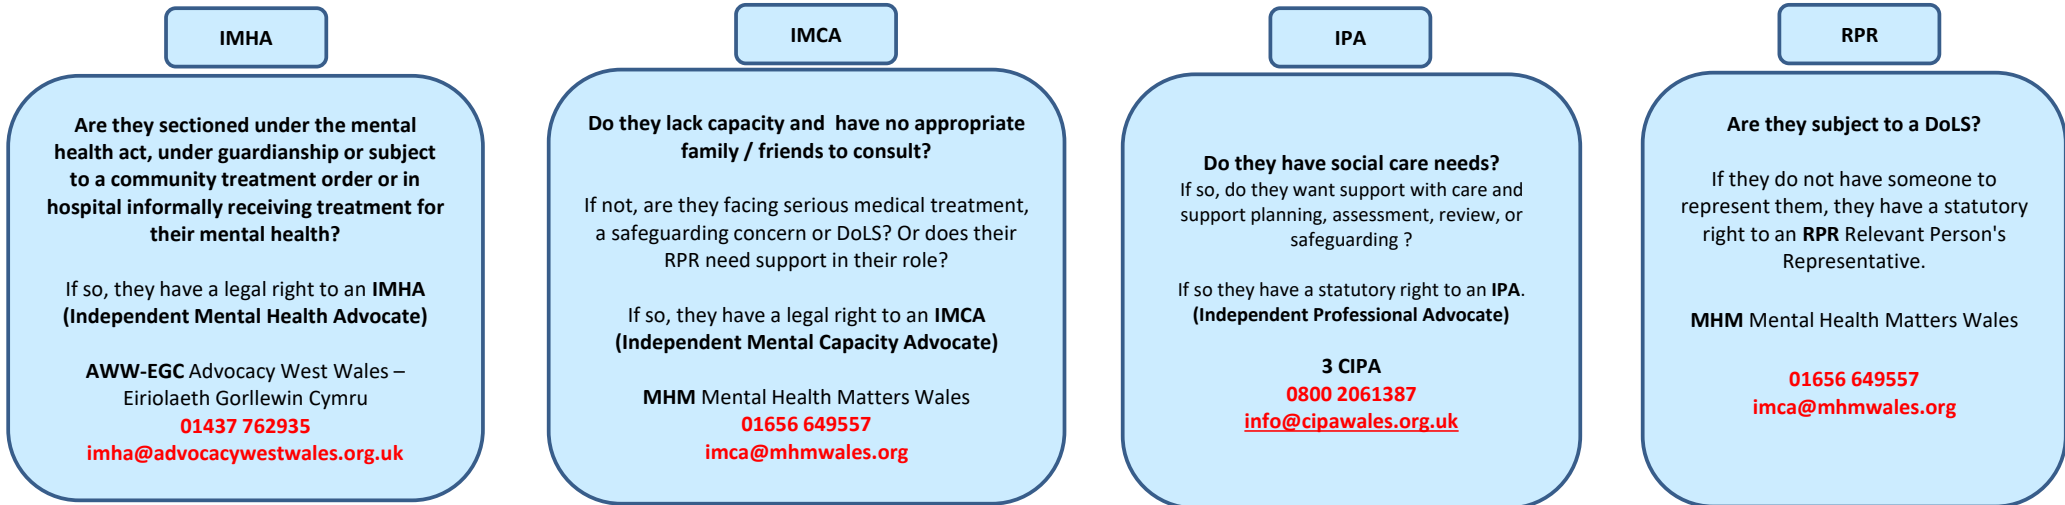 IMHA
Are they sectioned under the mental
health act, under guardianship or subject
to a community treatment order or in
hospital informally receiving treatment for
their mental health?
If so, they have a legal right to an IMHA
(Independent Mental Health Advocate)
AWW-EGC Advocacy West Wales –
Eiriolaeth Gorllewin Cymru
01437 762935
imha@advocacywestwales.org.uk
IMCA
Do they lack capacity and have no appropriate
family / friends to consult?
If not, are they facing serious medical treatment,
a safeguarding concern or DoLS? Or does their
RPR need support in their role?
If so, they have a legal right to an IMCA
(Independent Mental Capacity Advocate)
MHM Mental Health Matters Wales
01656 649557
imca@mhmwales.org
IPA
Do they have social care needs?
If so, do they want support with care and
support planning, assessment, review, or
safeguarding ?
If so they have a statutory right to an IPA.
(Independent Professional Advocate)
3 CIPA
0800 2061387
info@cipawales.org.uk
RPR
Are they subject to a DoLS?
If they do not have someone to
represent them, they have a statutory
right to an RPR Relevant Person's
Representative.
MHM Mental Health Matters Wales
01656 649557
imca@mhmwales.org